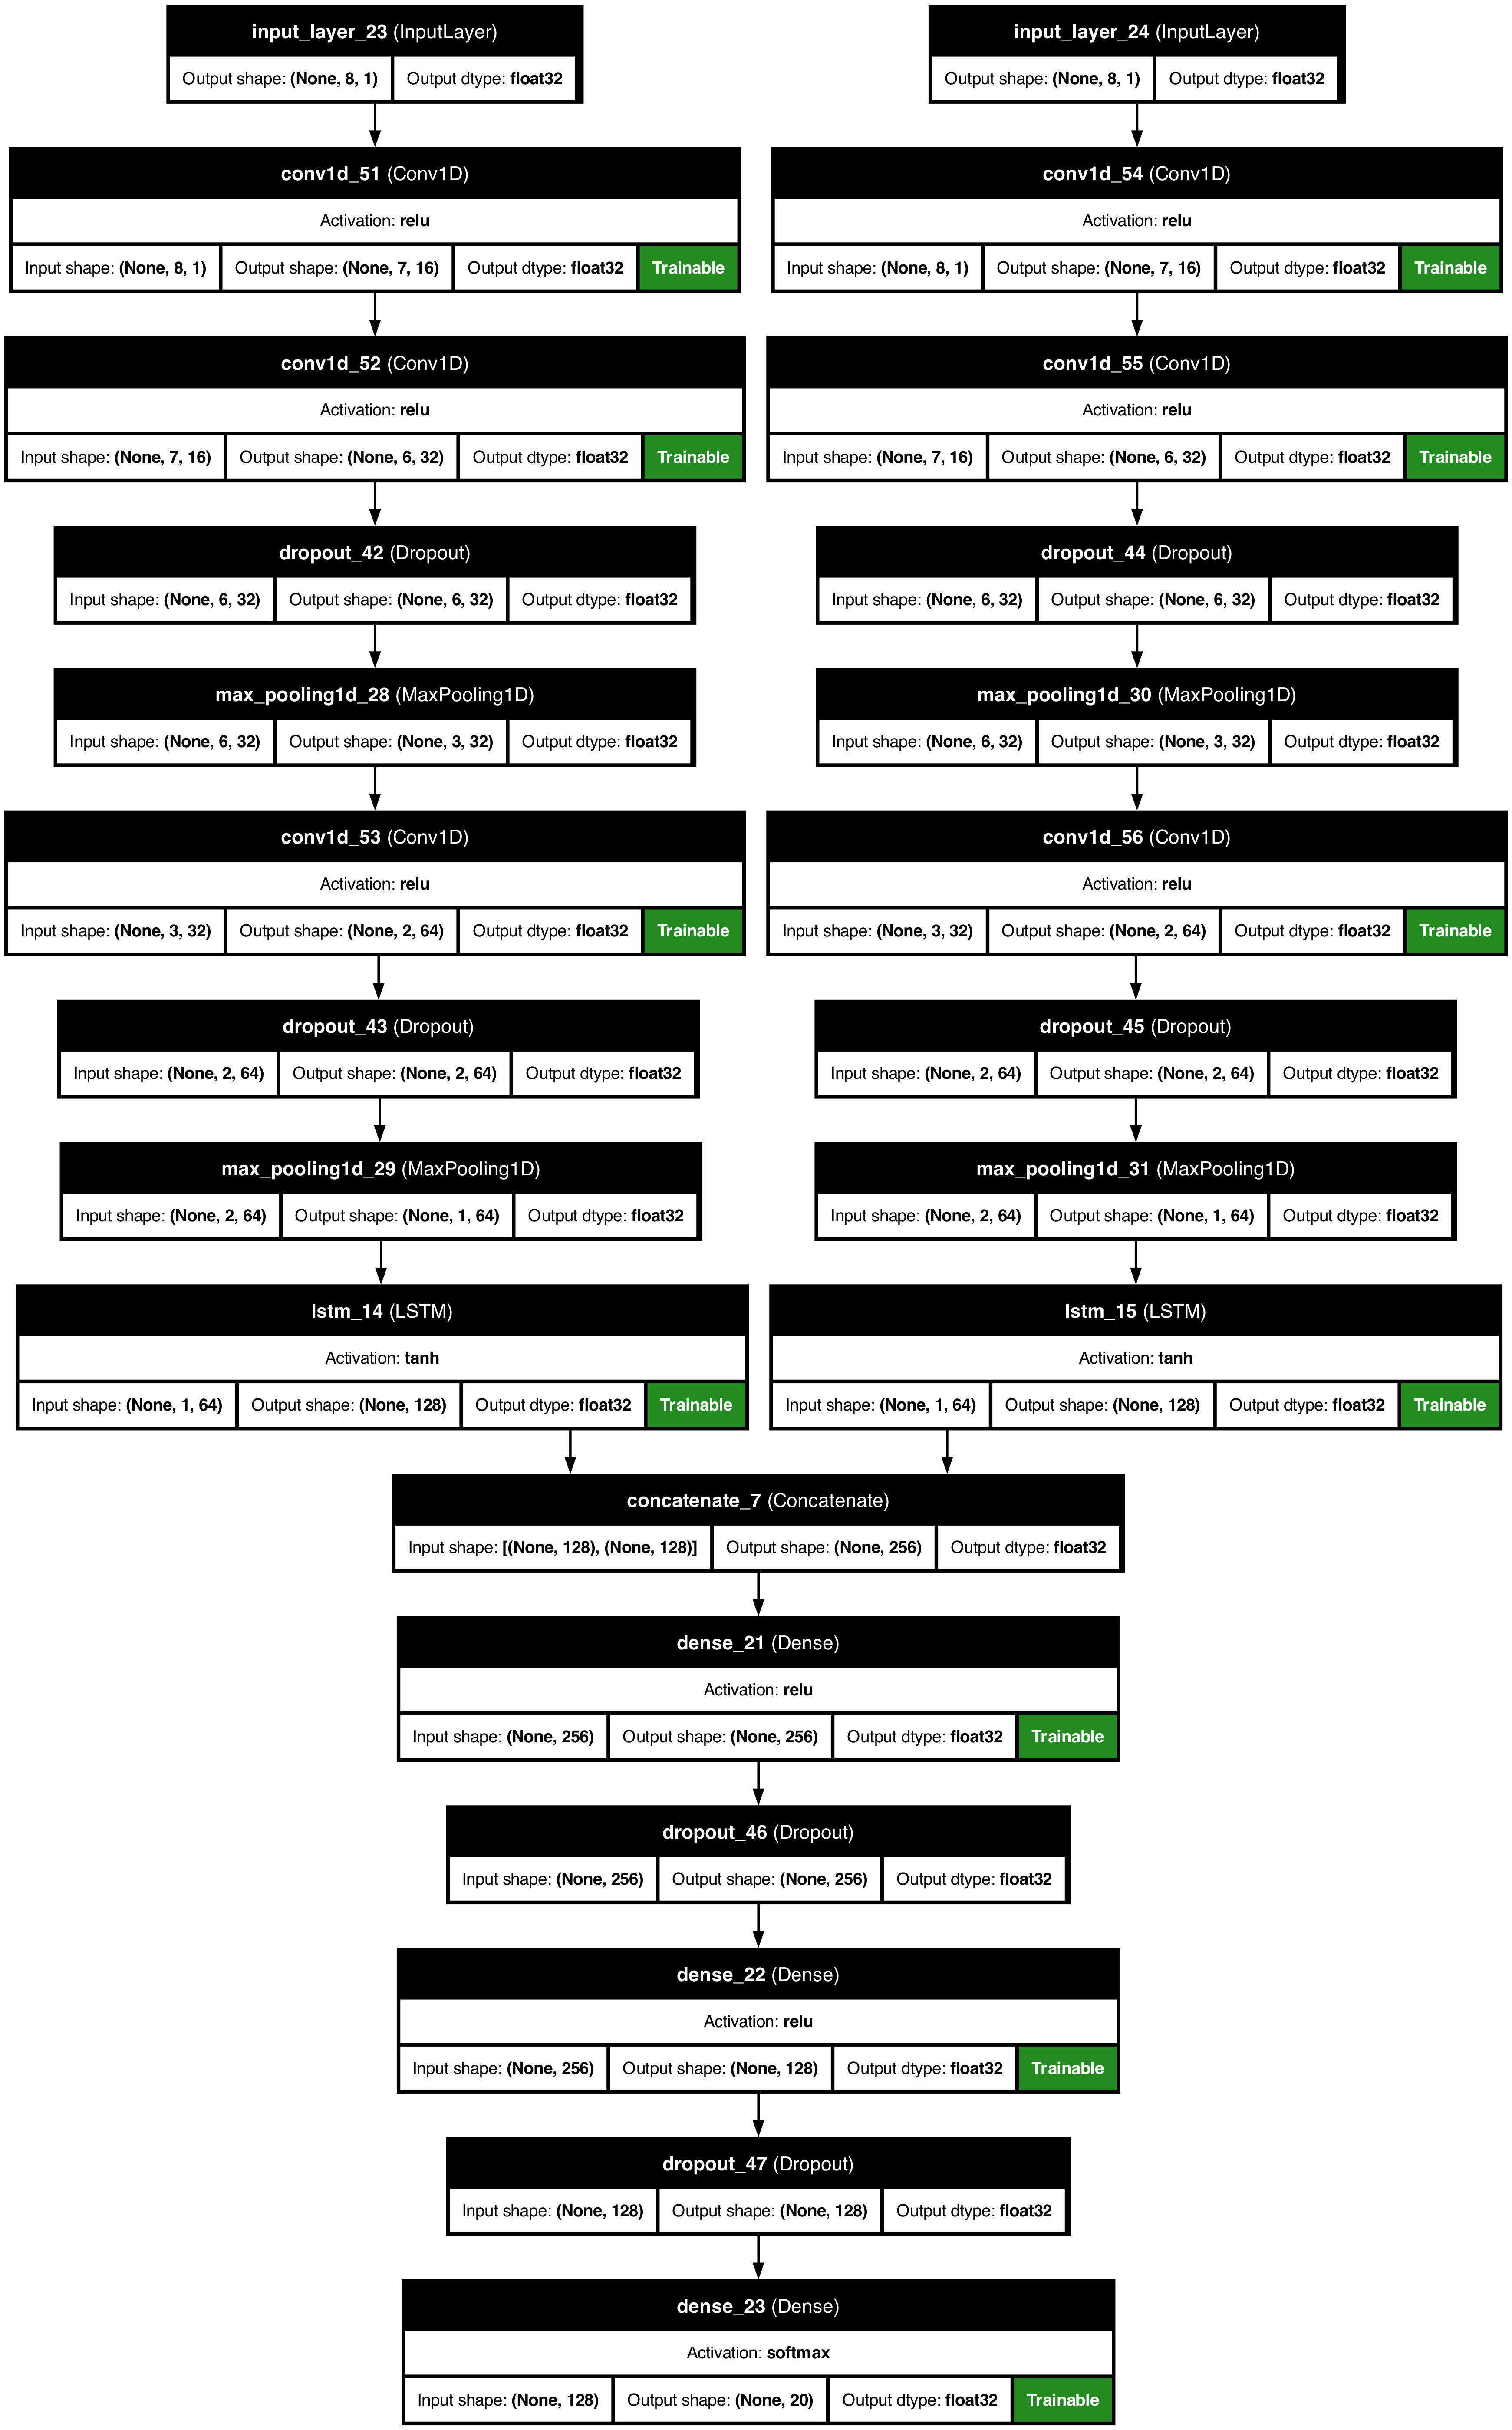 input_layer_23 (InputLayer)
Output shape: (None, 8, 1) Output dtype: float32
input_layer_24 (InputLayer)
Output shape: (None, 8, 1) Output dtype: float32
conv1d_51 (Conv1D)
Activation: relu
Input shape: (None, 8, 1) Output shape: (None, 7, 16) Output dtype: float32 Trainable
conv1d_54 (Conv1D)
Activation: relu
Input shape: (None, 8, 1) Output shape: (None, 7, 16) Output dtype: float32 Trainable
conv1d_52 (Conv1D)
Activation: relu
Input shape: (None, 7, 16) Output shape: (None, 6, 32) Output dtype: float32 Trainable
conv1d_55 (Conv1D)
Activation: relu
Input shape: (None, 7, 16) Output shape: (None, 6, 32) Output dtype: float32 Trainable
dropout_42 (Dropout)
Input shape: (None, 6, 32) Output shape: (None, 6, 32) Output dtype: float32
dropout_44 (Dropout)
Input shape: (None, 6, 32) Output shape: (None, 6, 32) Output dtype: float32
max_pooling1d_28 (MaxPooling1D)
Input shape: (None, 6, 32) Output shape: (None, 3, 32) Output dtype: float32
max_pooling1d_30 (MaxPooling1D)
Input shape: (None, 6, 32) Output shape: (None, 3, 32) Output dtype: float32
conv1d_53 (Conv1D)
Activation: relu
Input shape: (None, 3, 32) Output shape: (None, 2, 64) Output dtype: float32 Trainable
conv1d_56 (Conv1D)
Activation: relu
Input shape: (None, 3, 32) Output shape: (None, 2, 64) Output dtype: float32 Trainable
dropout_43 (Dropout)
Input shape: (None, 2, 64) Output shape: (None, 2, 64) Output dtype: float32
dropout_45 (Dropout)
Input shape: (None, 2, 64) Output shape: (None, 2, 64) Output dtype: float32
max_pooling1d_29 (MaxPooling1D)
Input shape: (None, 2, 64) Output shape: (None, 1, 64) Output dtype: float32
max_pooling1d_31 (MaxPooling1D)
Input shape: (None, 2, 64) Output shape: (None, 1, 64) Output dtype: float32
lstm_14 (LSTM)
Activation: tanh
Input shape: (None, 1, 64) Output shape: (None, 128) Output dtype: float32 Trainable
lstm_15 (LSTM)
Activation: tanh
Input shape: (None, 1, 64) Output shape: (None, 128) Output dtype: float32 Trainable
concatenate_7 (Concatenate)
Input shape: [(None, 128), (None, 128)] Output shape: (None, 256) Output dtype: float32
dense_21 (Dense)
Activation: relu
Input shape: (None, 256) Output shape: (None, 256) Output dtype: float32 Trainable
dropout_46 (Dropout)
Input shape: (None, 256) Output shape: (None, 256) Output dtype: float32
dense_22 (Dense)
Activation: relu
Input shape: (None, 256) Output shape: (None, 128) Output dtype: float32 Trainable
dropout_47 (Dropout)
Input shape: (None, 128) Output shape: (None, 128) Output dtype: float32
dense_23 (Dense)
Activation: softmax
Input shape: (None, 128) Output shape: (None, 20) Output dtype: float32 Trainable